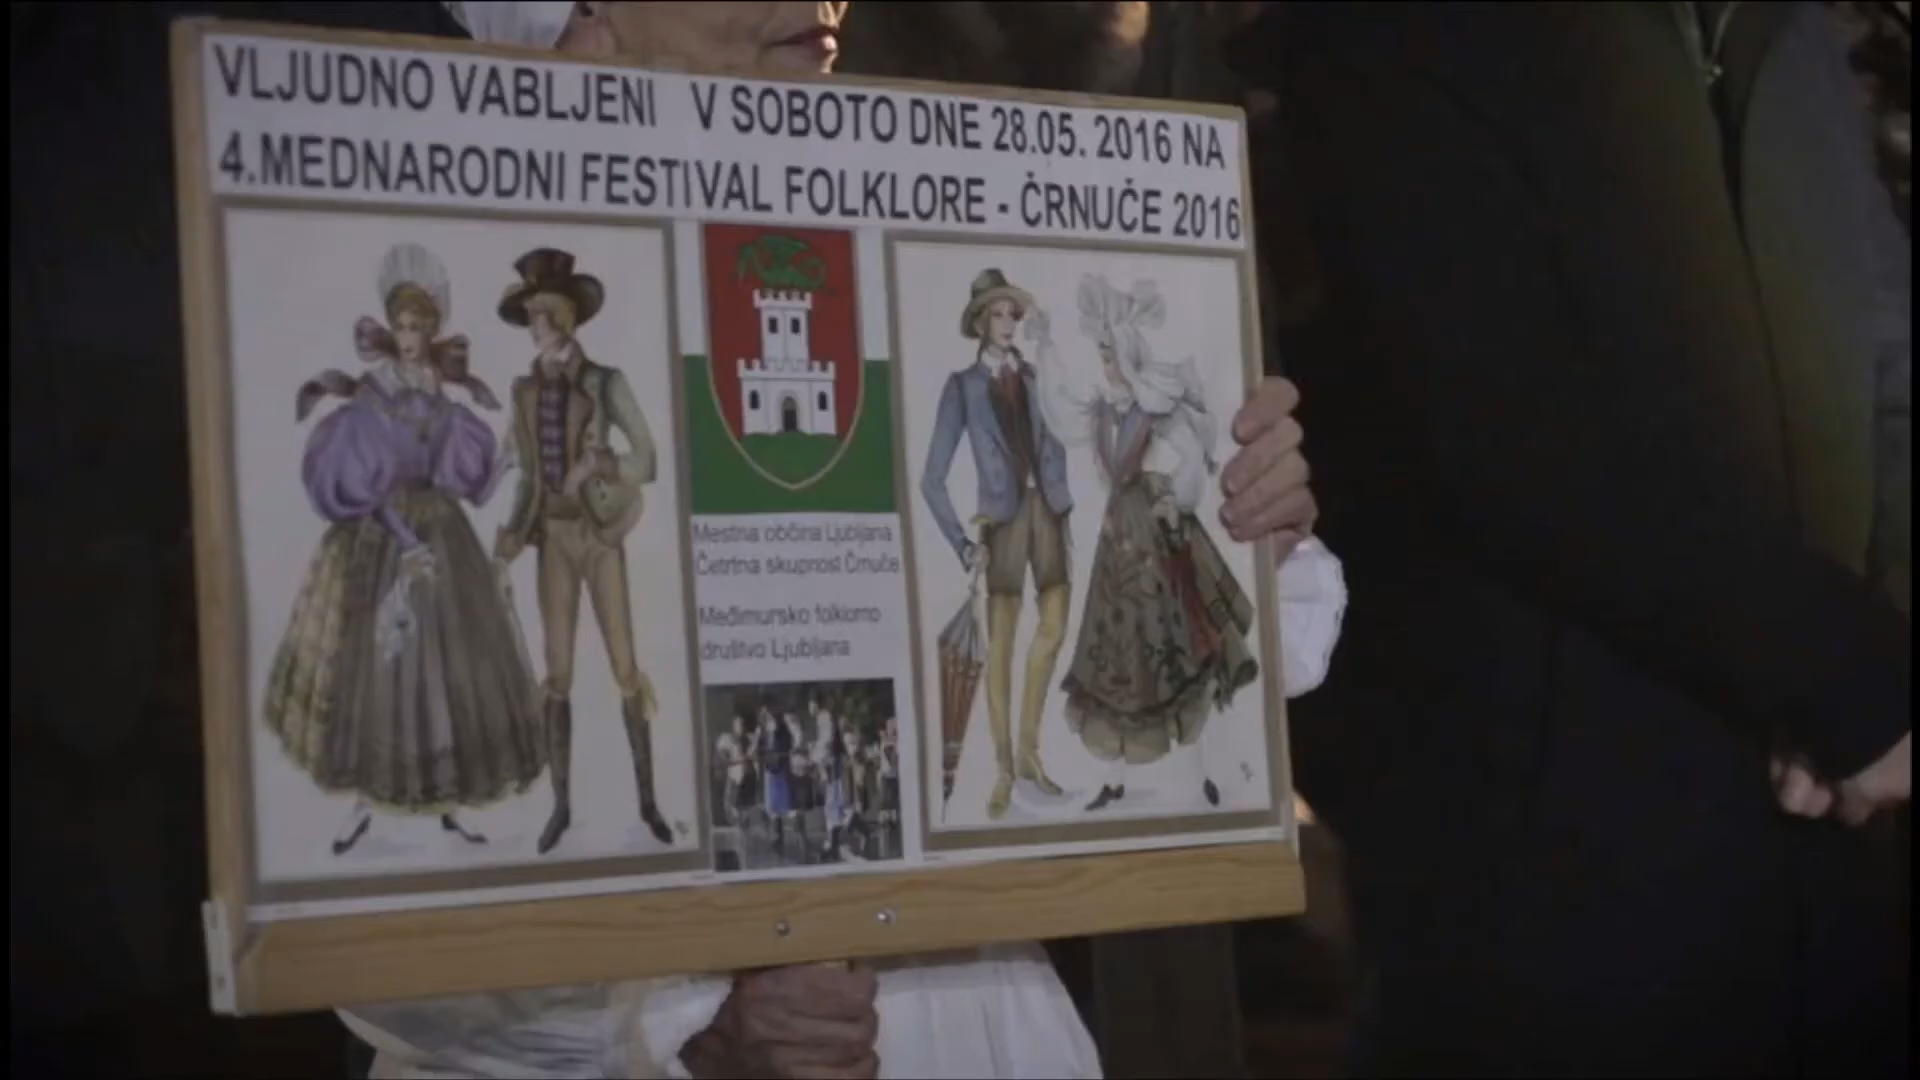 VLJUDNO VABLJENI V SOBOTO DNE 28.05. 2016 NA
4.MEDNARODNI FESTIVAL FOLKLORE - ČRNUČE 2016
Mestna občina Ljubljana
Četrtna skupnost Črnuče
Međimursko folklorno
društvo Ljubljana